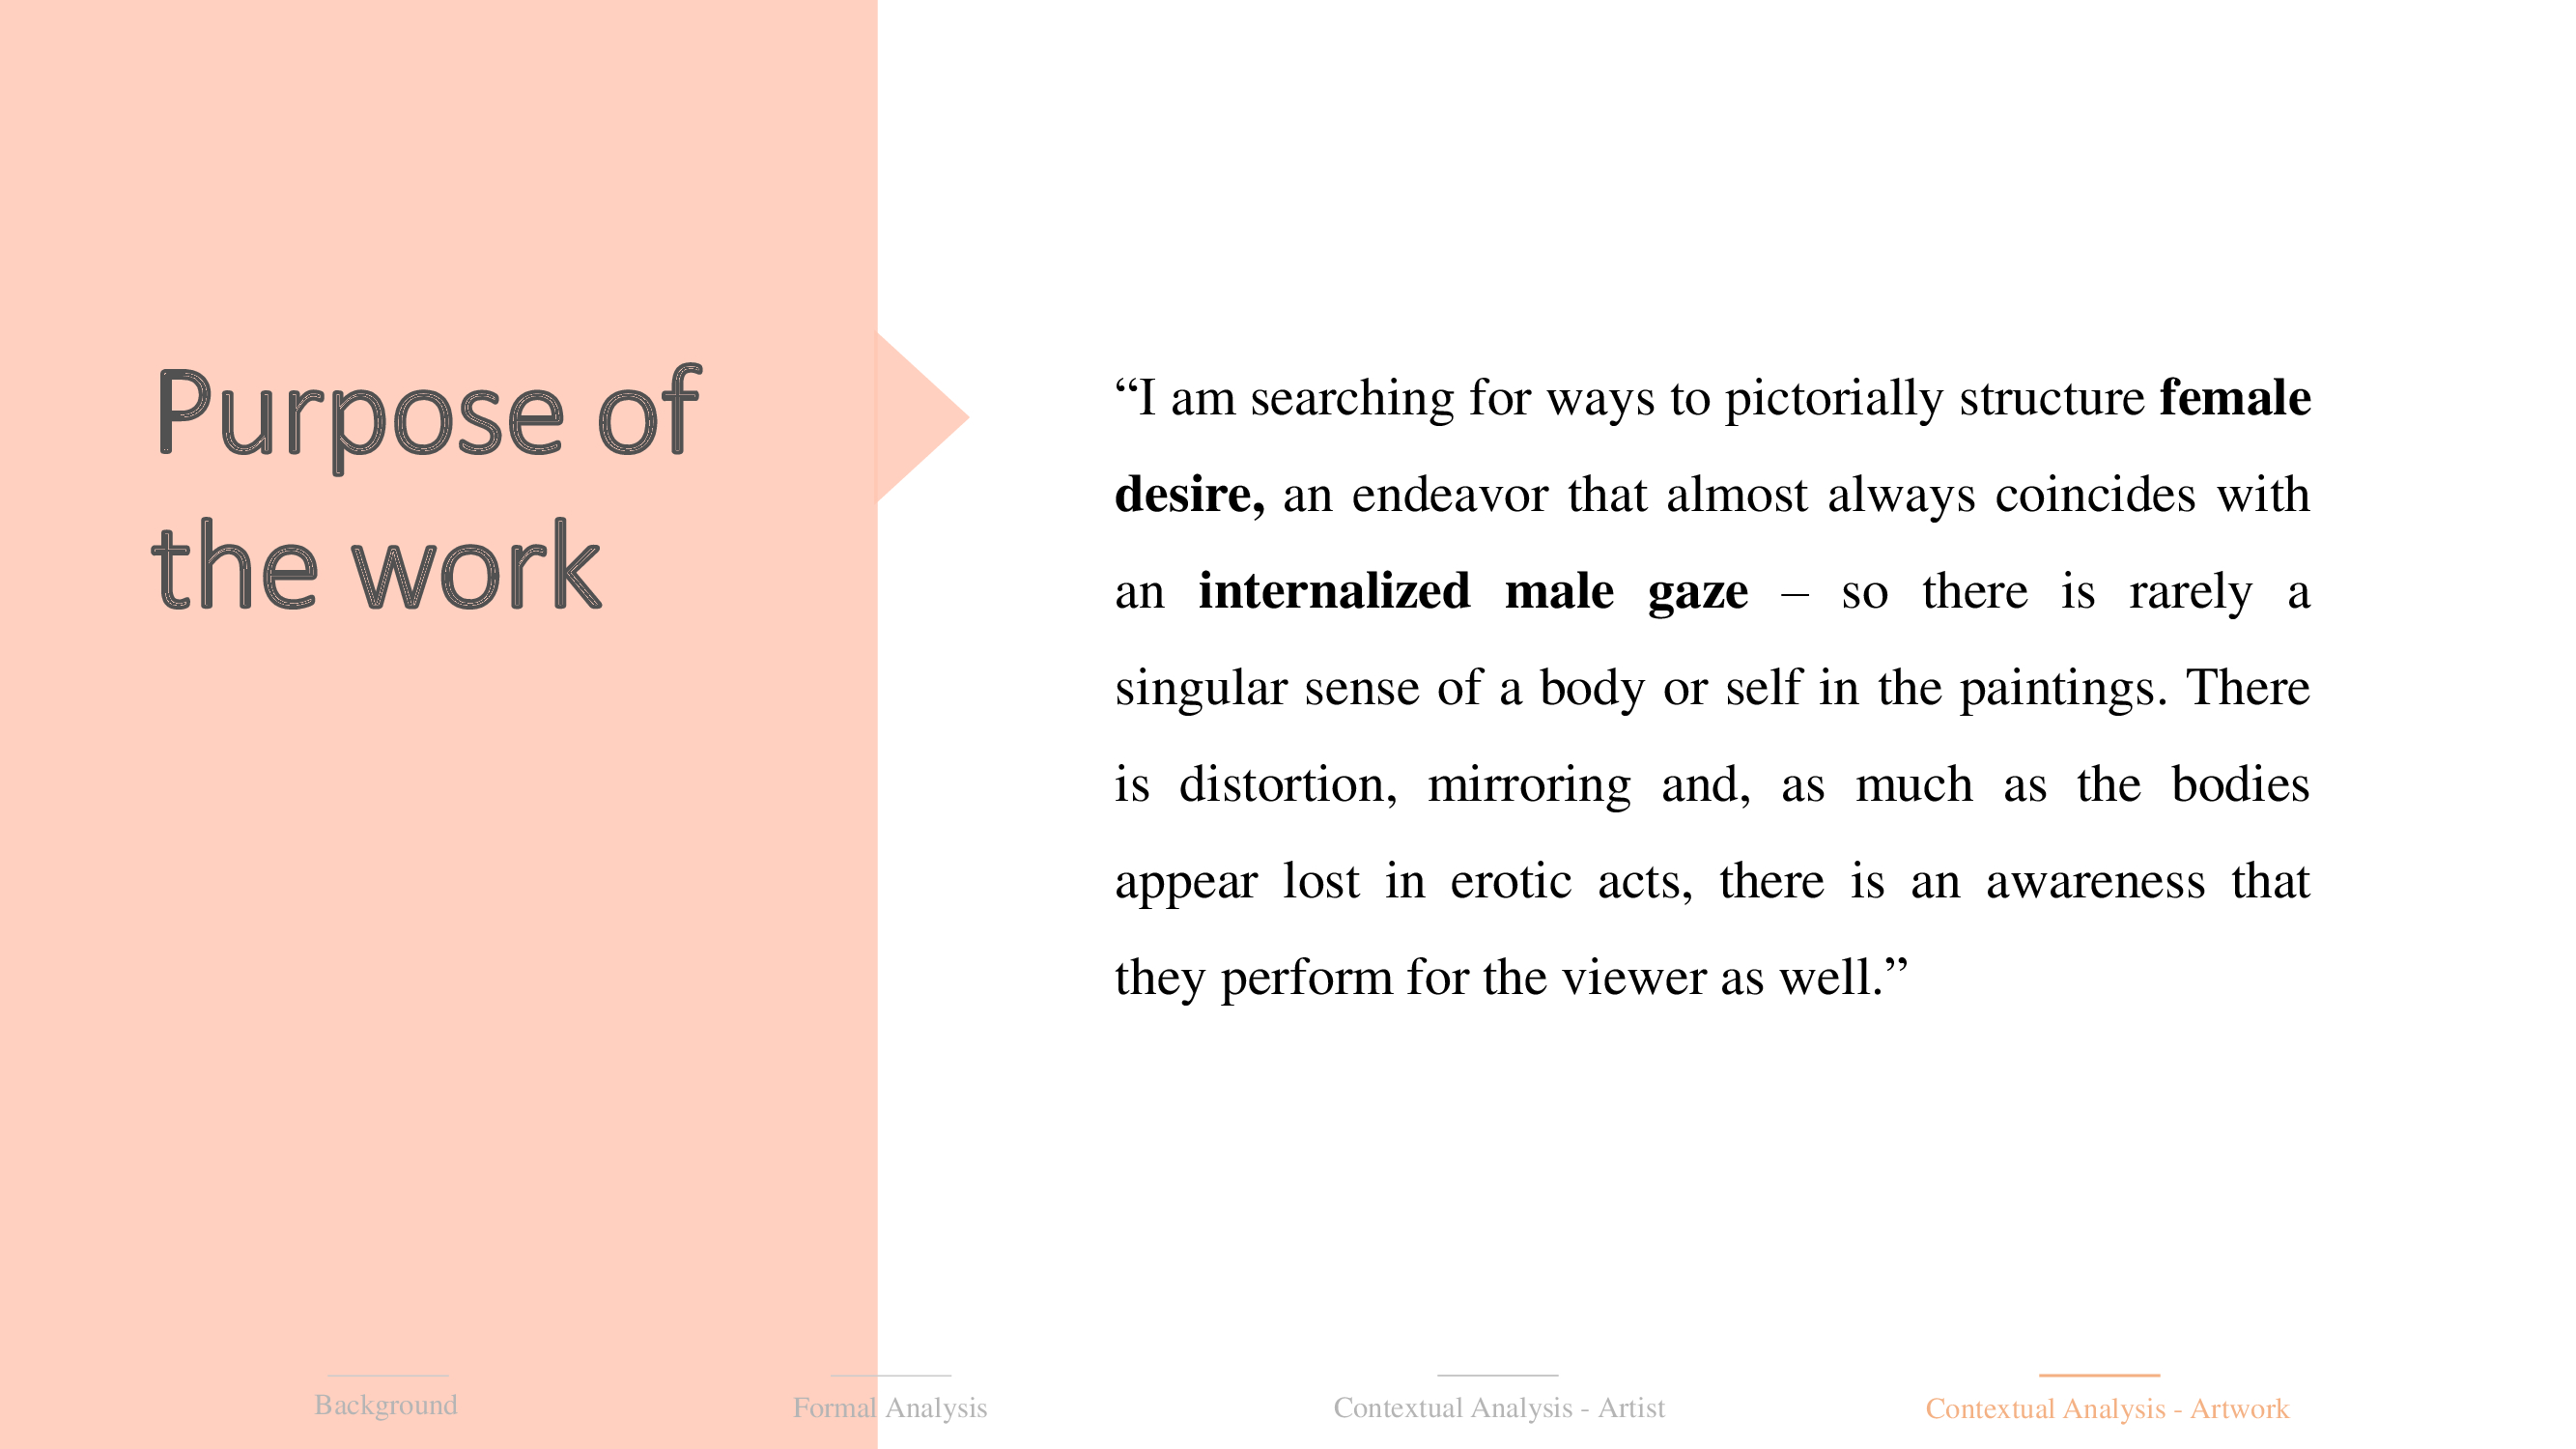 Purpose of
the work
“I am searching for ways to pictorially structure female
desire, an endeavor that almost always coincides with
an internalized male gaze – so there is rarely a
singular sense of a body or self in the paintings. There
is distortion, mirroring and, as much as the bodies
appear lost in erotic acts, there is an awareness that
they perform for the viewer as well.”
Background
Formal Analysis
Contextual Analysis - Artist
Contextual Analysis - Artwork